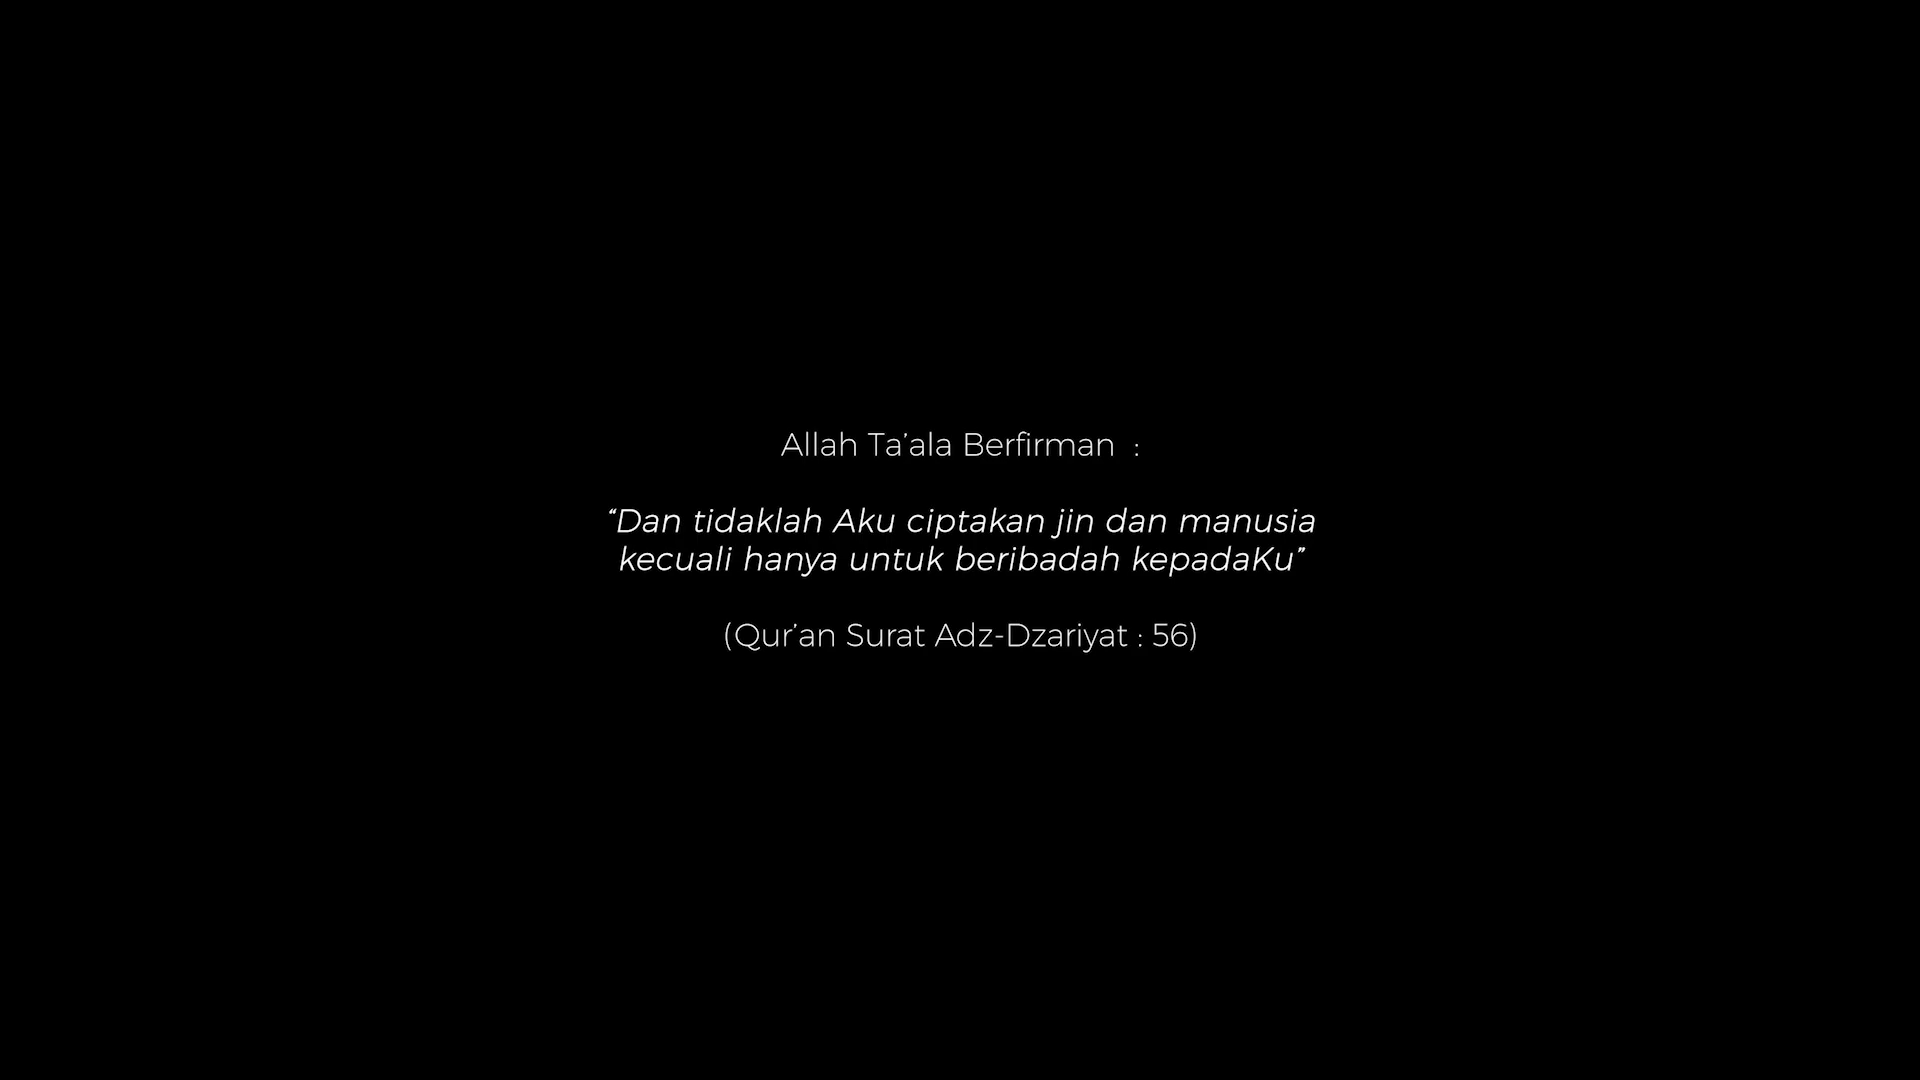 Allah Ta’ala Berfirman  :
“Dan tidaklah Aku ciptakan jin dan manusia
kecuali hanya untuk beribadah kepadaKu”
(Qur’an Surat Adz-Dzariyat : 56)